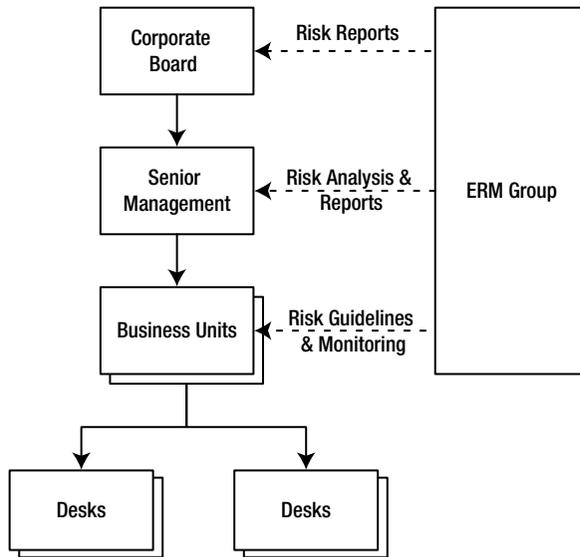 Corporate
Board
Risk Reports
Senior
Management
Risk Analysis &
Reports
ERM Group
Business Units
Risk Guidelines
& Monitoring
Desks
Desks